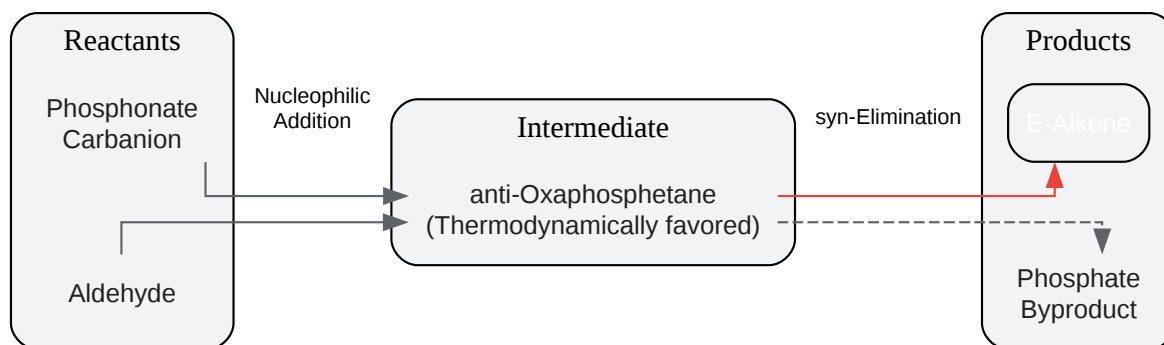 Reactants
Phosphonate
Carbanion
Aldehyde
Nucleophilic
Addition
Intermediate
anti-Oxaphosphetane
(Thermodynamically favored)
syn-Elimination
Products
E-Alkene
Phosphate
Byproduct